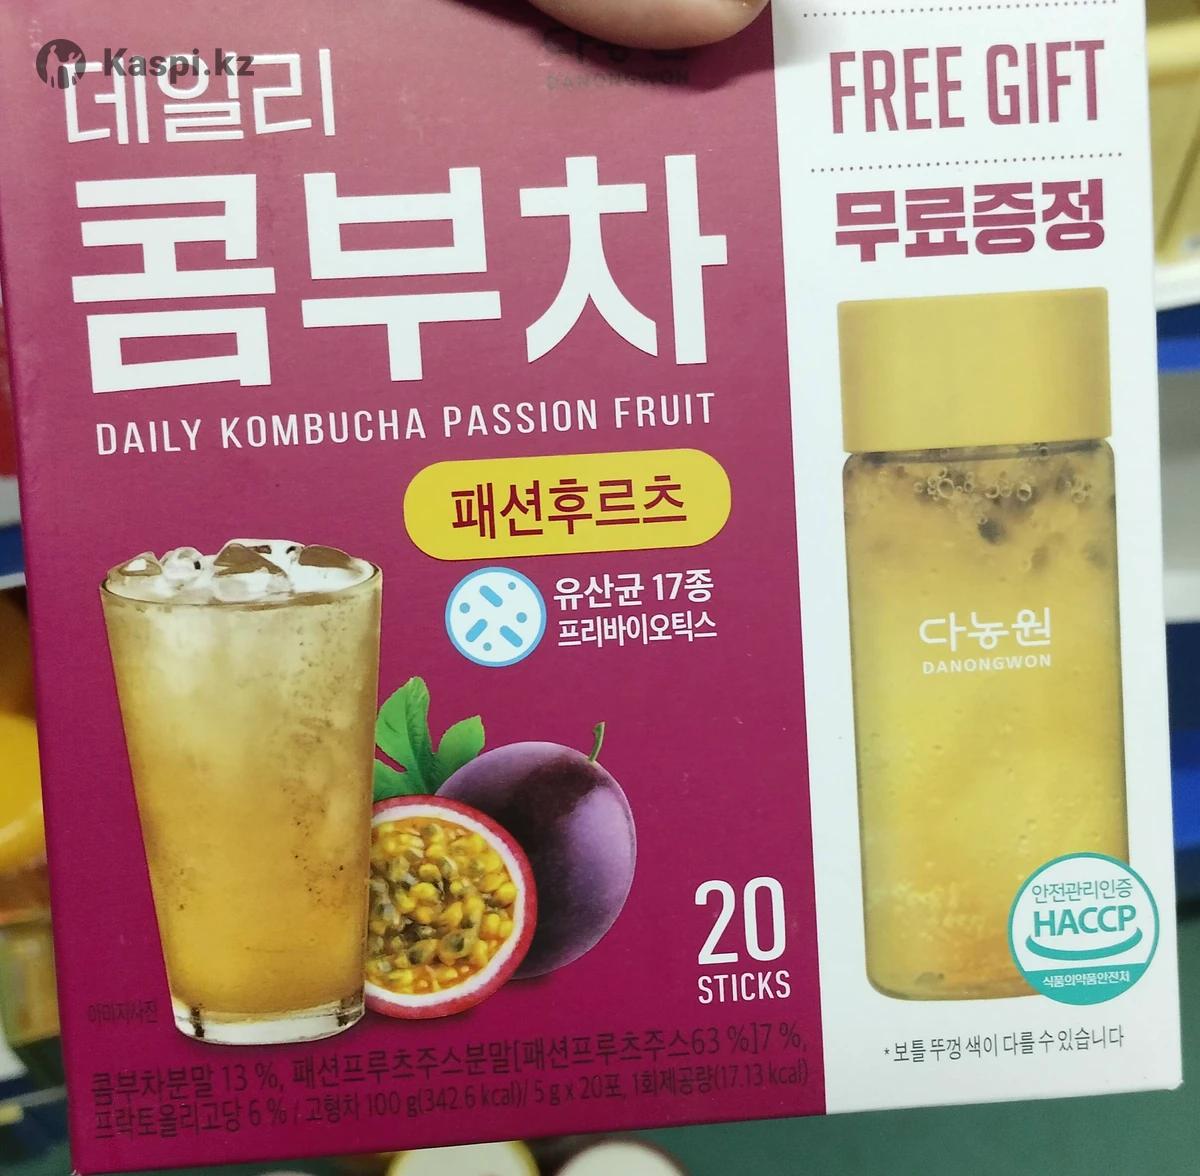 Kaspi.kz
데일리
다농원
DANONGWON
콤부차
DAILY KOMBUCHA PASSION FRUIT
패션후르츠
유산균 17종
프리바이오틱스
20
STICKS
이미지사진
콤부차분말 13 %, 패션프루츠주스분말[패션프루츠주스63 %]7 %,
프락토올리고당 6 % / 고형차 100 g(342.6 kcal)/ 5 g x 20포, 1회제공량(17.13 kcal)
FREE GIFT
무료증정
다농원
DANONGWON
안전관리인증
HACCP
식품의약품안전처
* 보틀 뚜껑 색이 다를 수 있습니다